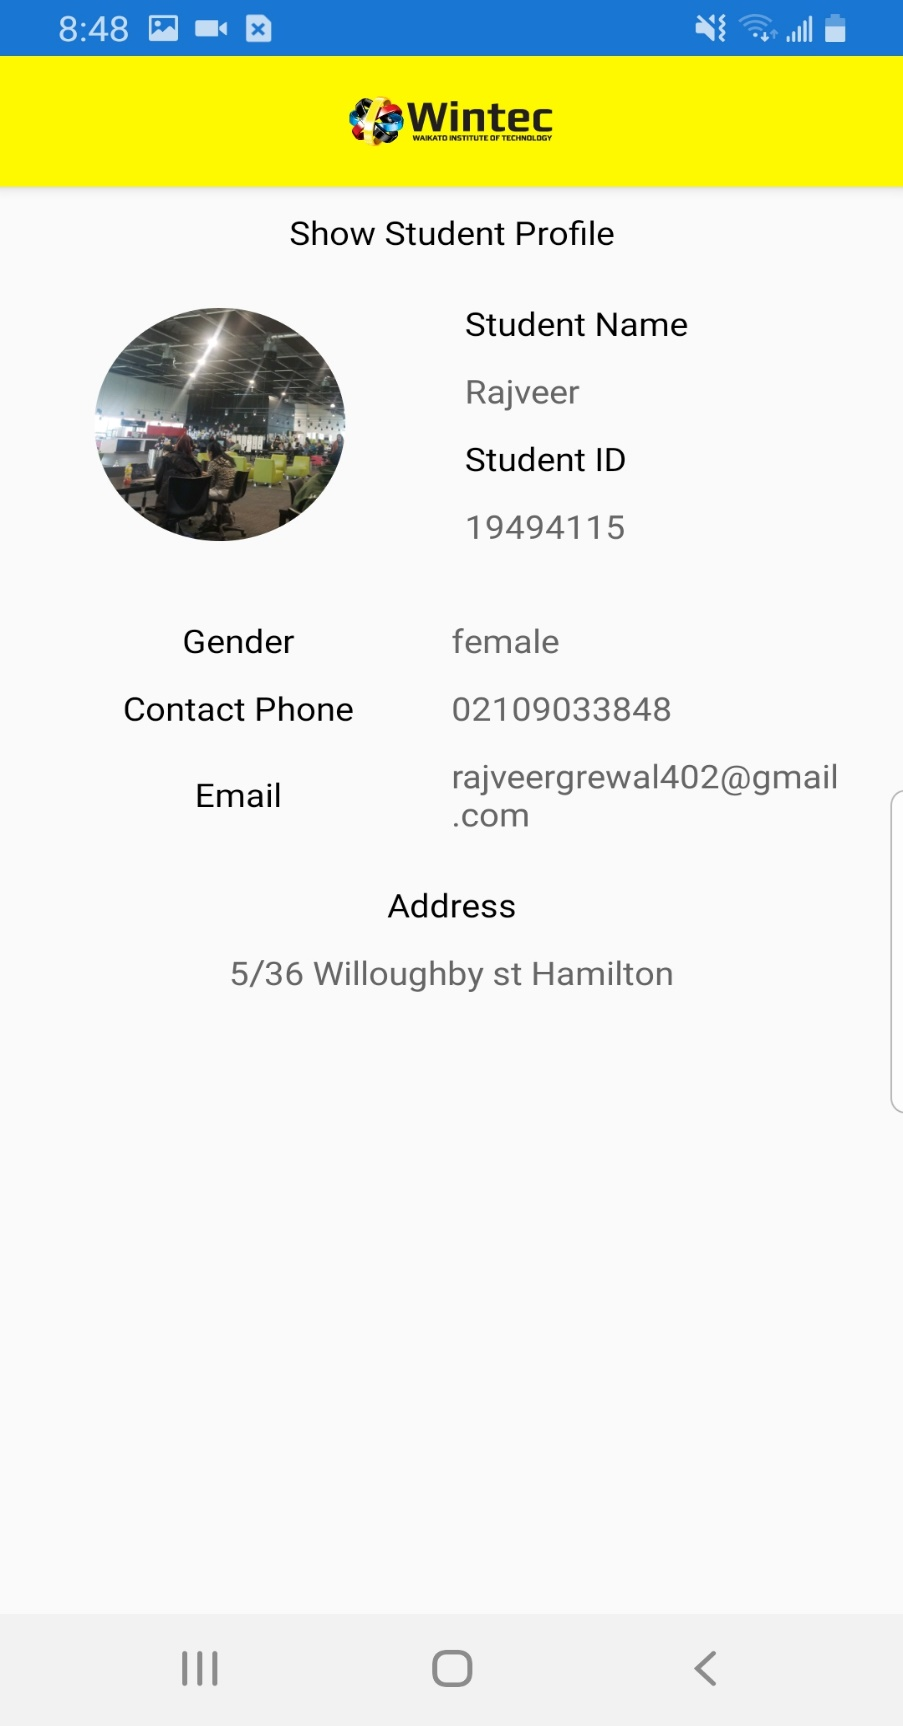 8:48
Wintec
WAIKATO INSTITUTE OF TECHNOLOGY
Show Student Profile
Student Name
Rajveer
Student ID
19494115
Gender
female
Contact Phone
02109033848
Email
rajveergrewal402@gmail
.com
Address
5/36 Willoughby st Hamilton